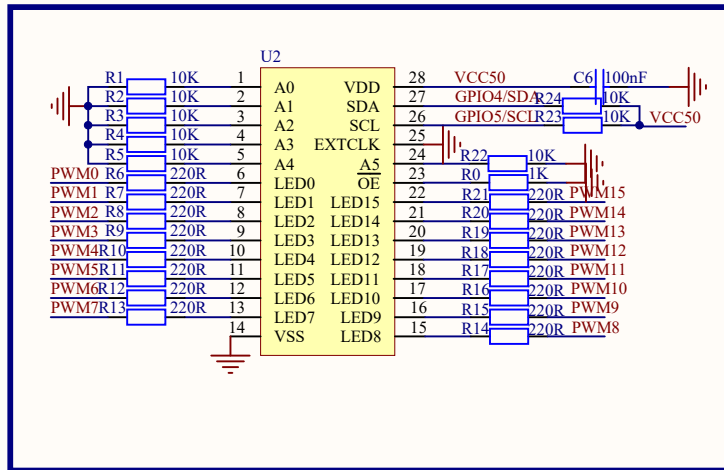 U2
R1 10K 1 A0 VDD 28 VCC50 C6 100nF
R2 10K 2 A1 SDA 27 GPIO4/SDA R24 10K
R3 10K 3 A2 SCL 26 GPIO5/SCL R23 10K VCC50
R4 10K 4 A3 EXTCLK 25
R5 10K 5 A4 A5 24 R22 10K
PWM0 R6 220R 6 LED0 OE 23 R0 1K
PWM1 R7 220R 7 LED1 LED15 22 R21 220R PWM15
PWM2 R8 220R 8 LED2 LED14 21 R20 220R PWM14
PWM3 R9 220R 9 LED3 LED13 20 R19 220R PWM13
PWM4 R10 220R 10 LED4 LED12 19 R18 220R PWM12
PWM5 R11 220R 11 LED5 LED11 18 R17 220R PWM11
PWM6 R12 220R 12 LED6 LED10 17 R16 220R PWM10
PWM7 R13 220R 13 LED7 LED9 16 R15 220R PWM9
14 VSS LED8 15 R14 220R PWM8